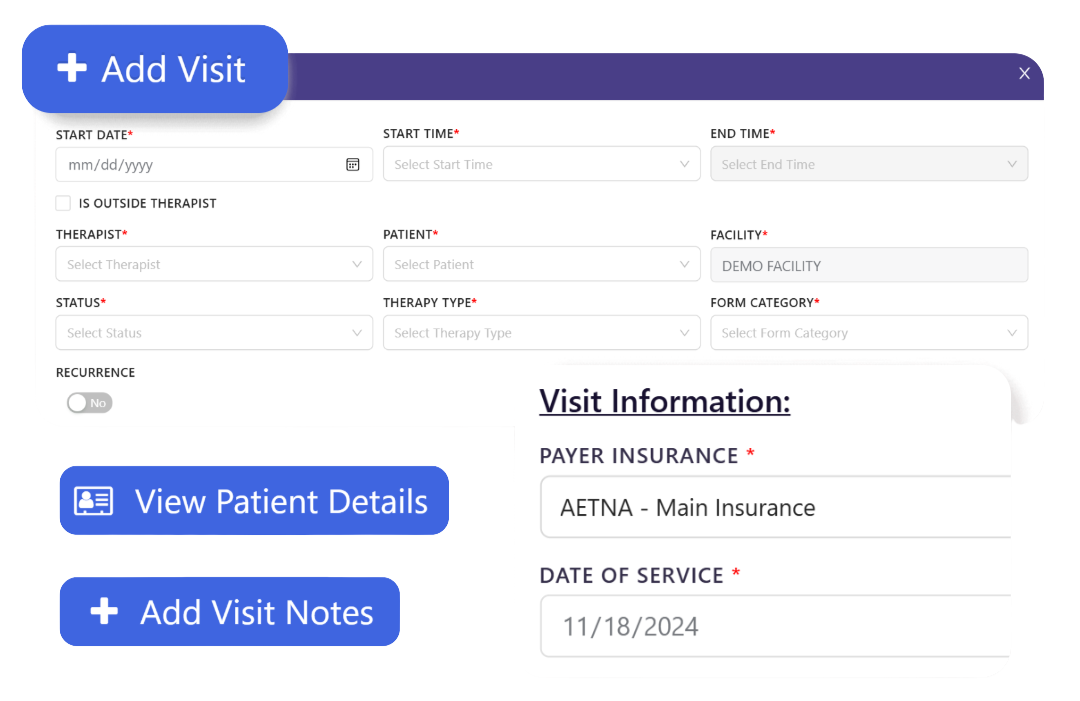 Add Visit
X
START DATE* START TIME* END TIME*
mm/dd/yyyy Select Start Time Select End Time
IS OUTSIDE THERAPIST
THERAPIST* PATIENT* FACILITY*
Select Therapist Select Patient DEMO FACILITY
STATUS* THERAPY TYPE* FORM CATEGORY*
Select Status Select Therapy Type Select Form Category
RECURRENCE
No
Visit Information:
PAYER INSURANCE *
AETNA - Main Insurance
DATE OF SERVICE *
11/18/2024
View Patient Details
Add Visit Notes